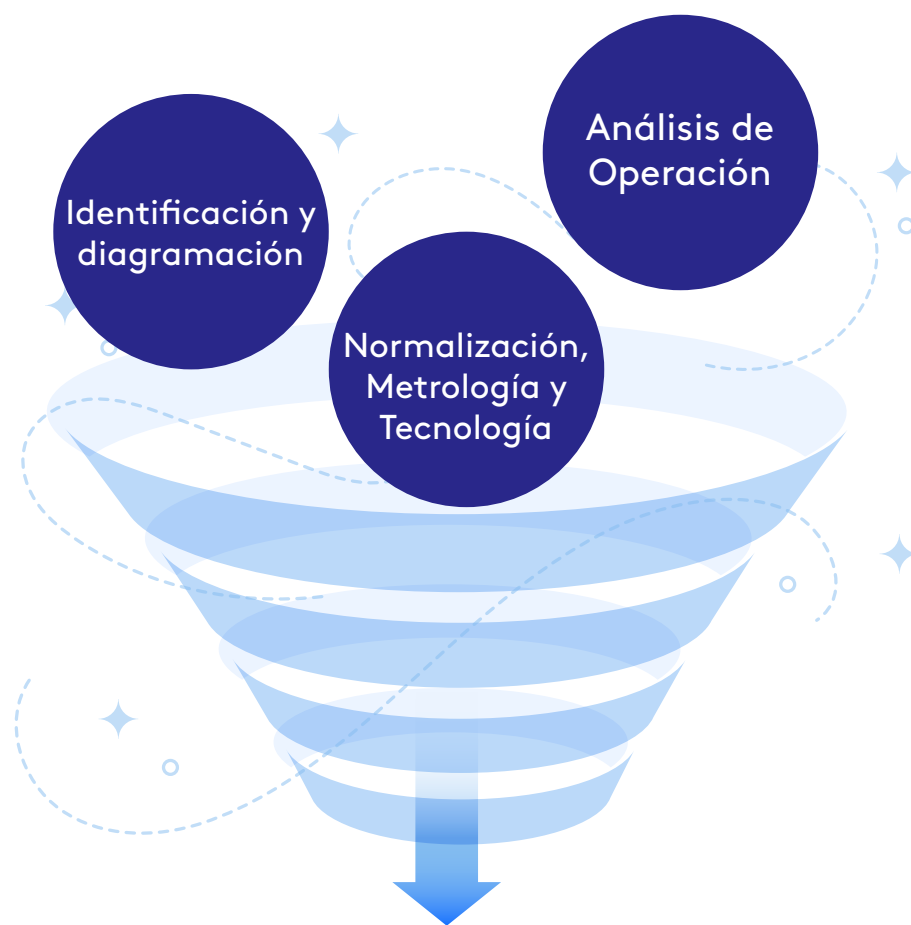 Identificación y
diagramación
Normalización,
Metrología y
Tecnología
Análisis de
Operación